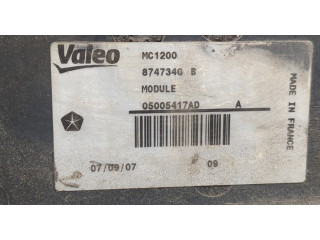 Valeo
MC1200
874734G B
MODULE
05005417AD A
07/09/07 09
MADE IN FRANCE